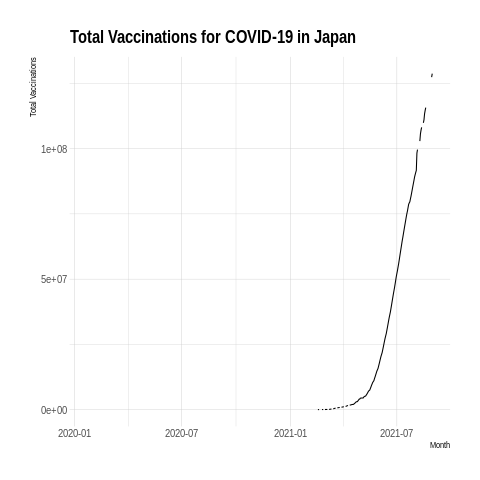 Total Vaccinations for COVID-19 in Japan
Total Vaccinations
1e+08
5e+07
0e+00
2020-01
2020-07
2021-01
2021-07
Month